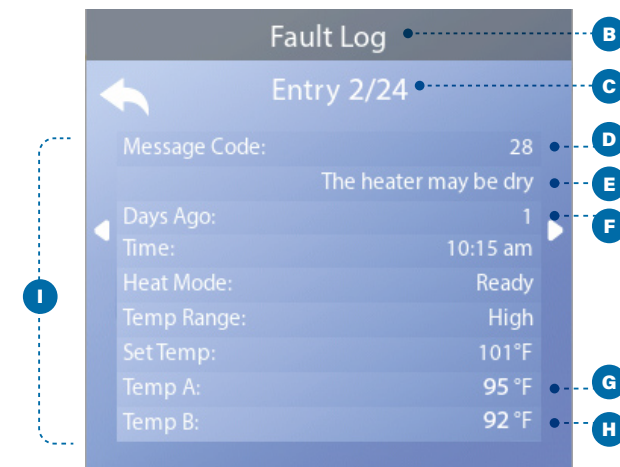 Fault Log B
Entry 2/24 C
Message Code: 28 D
The heater may be dry E
Days Ago: 1 F
Time: 10:15 am
Heat Mode: Ready
I
Temp Range: High
Set Temp: 101°F
Temp A: 95 °F G
Temp B: 92 °F H